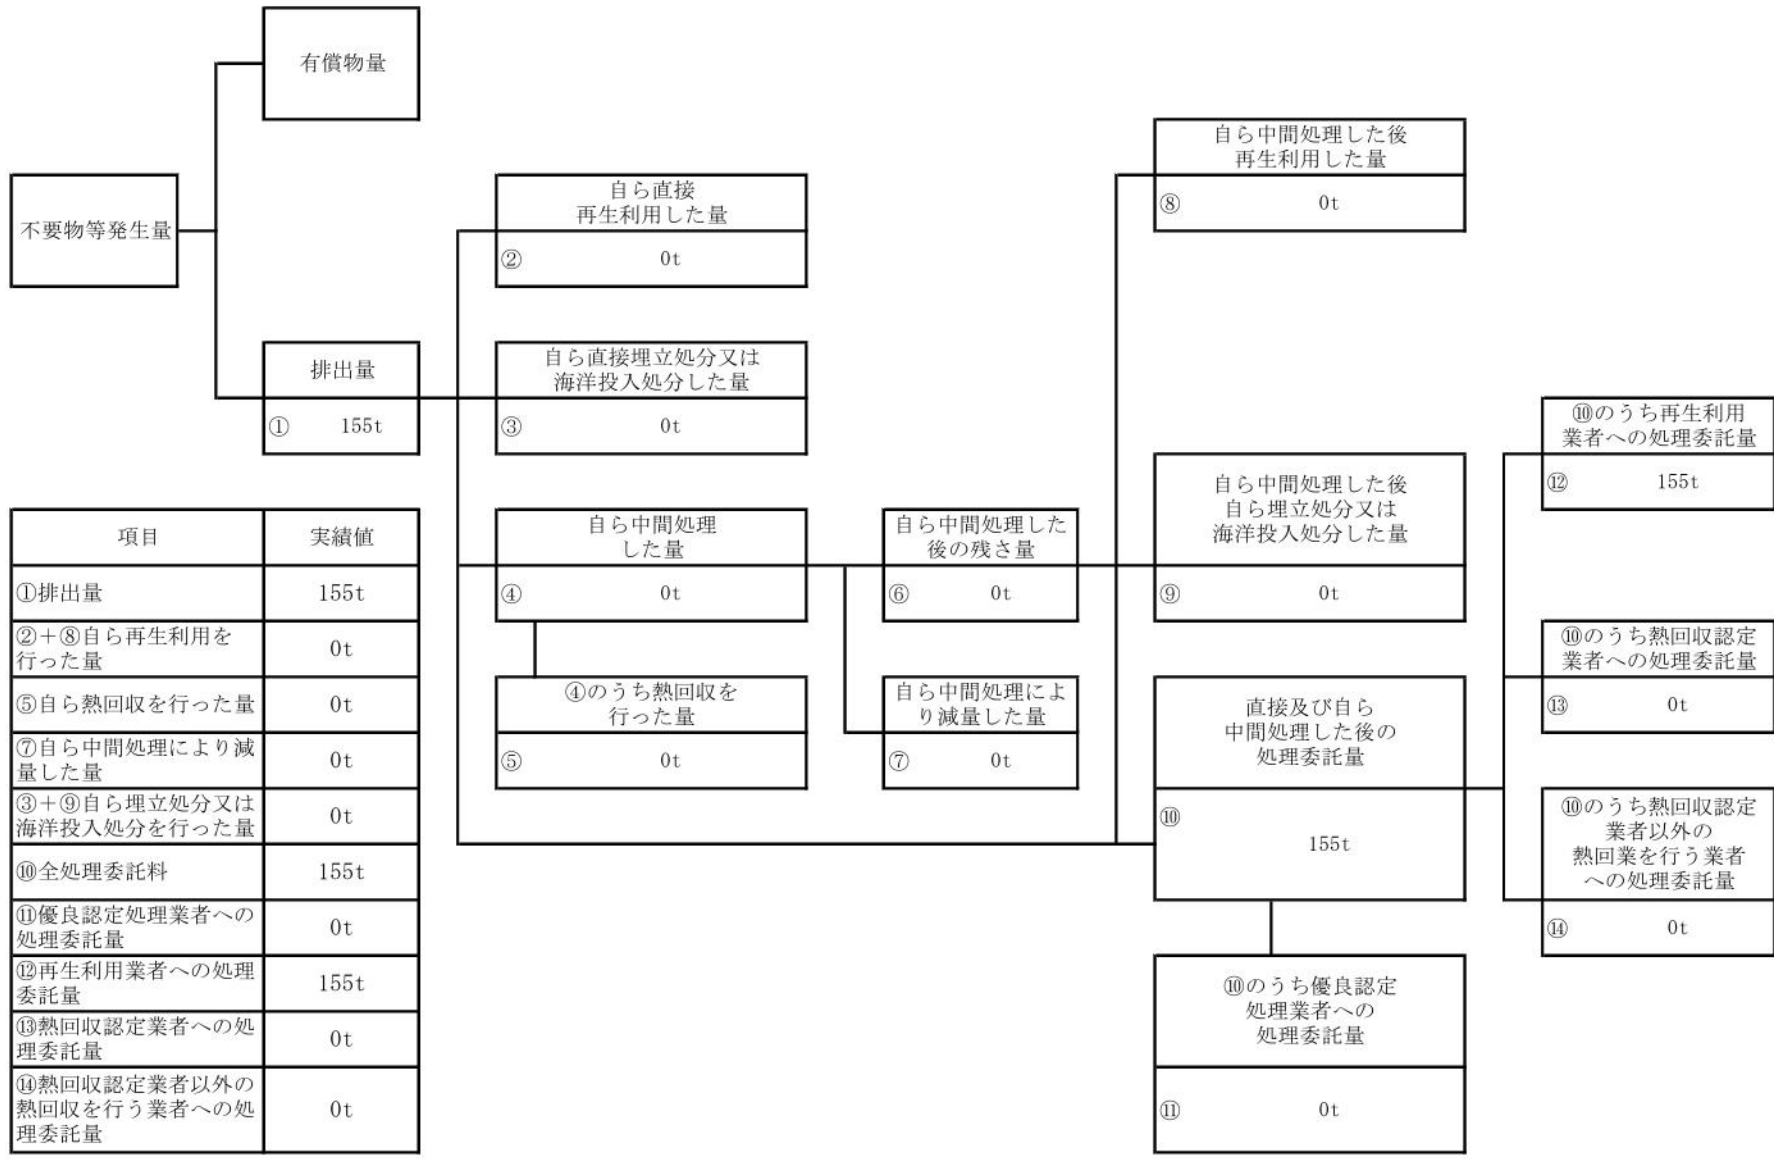 有償物量
不要物等発生量
排出量
① 155t
自ら直接
再生利用した量
② 0t
自ら直接埋立処分又は
海洋投入処分した量
③ 0t
自ら中間処理
した量
④ 0t
④のうち熱回収を
行った量
⑤ 0t
自ら中間処理した
後の残さ量
⑥ 0t
自ら中間処理によ
り減量した量
⑦ 0t
自ら中間処理した後
再生利用した量
⑧ 0t
自ら中間処理した後
自ら埋立処分又は
海洋投入処分した量
⑨ 0t
直接及び自ら
中間処理した後の
処理委託量
⑩
155t
⑩のうち優良認定
処理業者への
処理委託量
⑪ 0t
⑩のうち再生利用
業者への処理委託量
⑫ 155t
⑩のうち熱回収認定
業者への処理委託量
⑬ 0t
⑩のうち熱回収認定
業者以外の
熱回業を行う業者
への処理委託量
⑭ 0t
項目 実績値
①排出量 155t
②＋⑧自ら再生利用を
行った量 0t
⑤自ら熱回収を行った量 0t
⑦自ら中間処理により減
量した量 0t
③＋⑨自ら埋立処分又は
海洋投入処分を行った量 0t
⑩全処理委託料 155t
⑪優良認定処理業者への
処理委託量 0t
⑫再生利用業者への処理
委託量 155t
⑬熱回収認定業者への処
理委託量 0t
⑭熱回収認定業者以外の
熱回収を行う業者への処
理委託量 0t